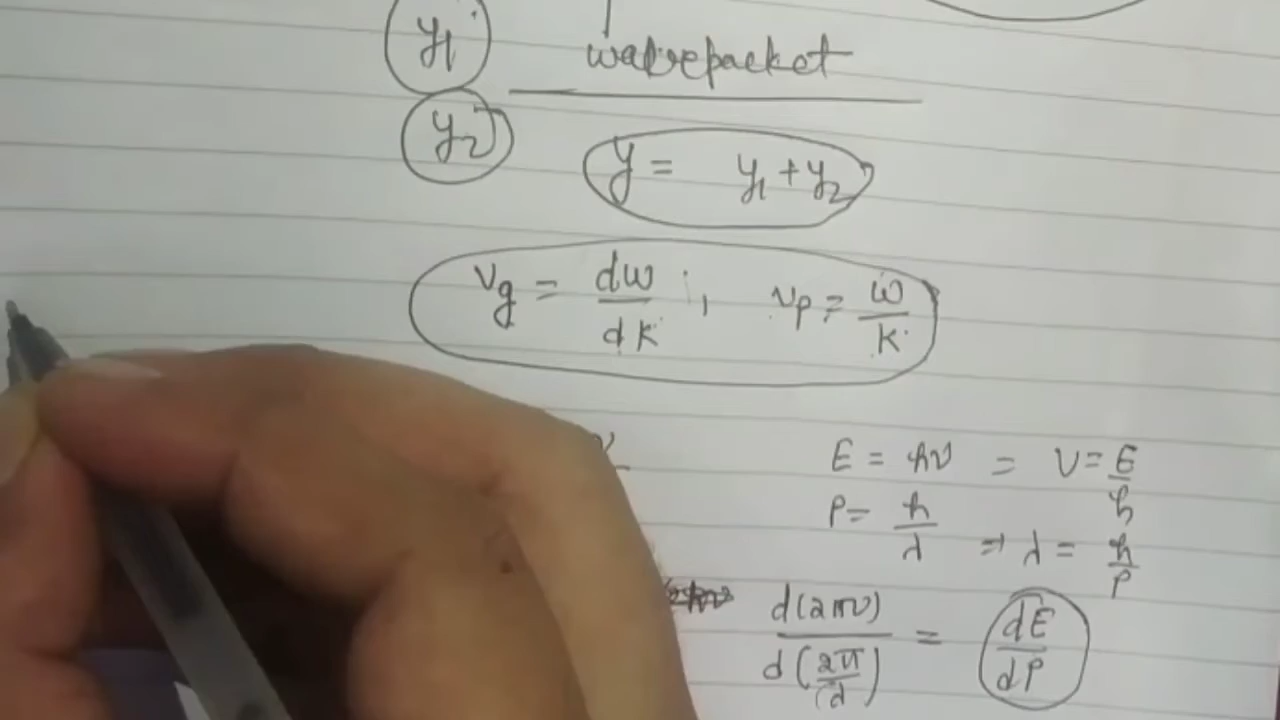 y₁ wavepacket
y₂
y = y₁ + y₂
vg = dω/dk , vp = ω/k
E = hν = ν = E/h
P = h/λ ⇒ λ = h/P
d(2πν)/d(2π/λ) = dE/dP